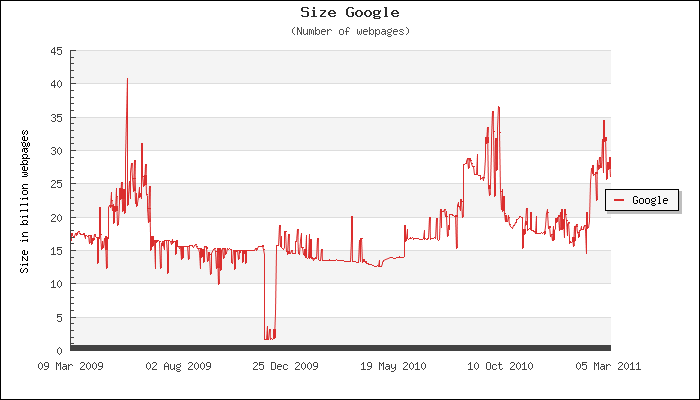 Size Google
(Number of webpages)
Size in billion webpages
45
40
35
30
25
20
15
10
5
0
09 Mar 2009
02 Aug 2009
25 Dec 2009
19 May 2010
10 Oct 2010
05 Mar 2011
Google